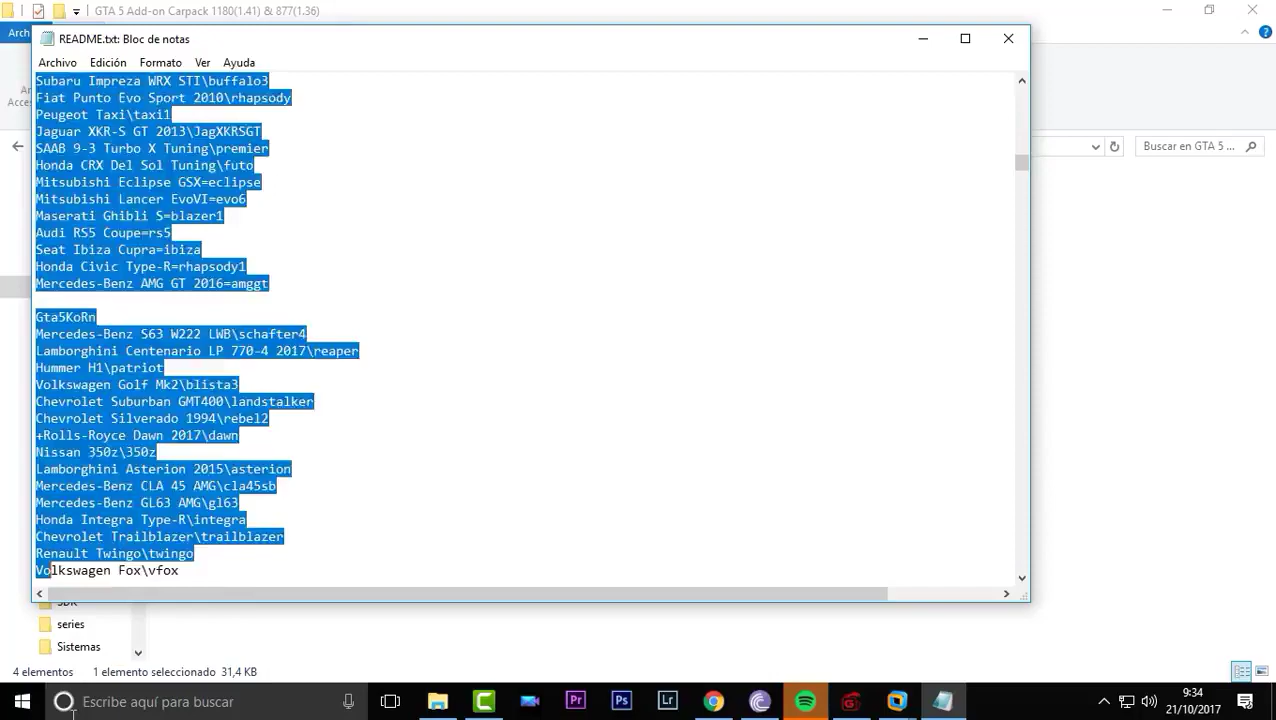 GTA 5 Add-on Carpack 1180(1.41) & 877(1.36)
Arch
README.txt: Bloc de notas
Archivo Edición Formato Ver Ayuda
Subaru Impreza WRX STI\buffalo3
Fiat Punto Evo Sport 2010\rhapsody
Peugeot Taxi\taxi1
Jaguar XKR-S GT 2013\JagXKRSGT
SAAB 9-3 Turbo X Tuning\premier
Honda CRX Del Sol Tuning\futo
Mitsubishi Eclipse GSX=eclipse
Mitsubishi Lancer EvoVI=evo6
Maserati Ghibli S=blazer1
Audi RS5 Coupe=rs5
Seat Ibiza Cupra=ibiza
Honda Civic Type-R=rhapsody1
Mercedes-Benz AMG GT 2016=amggt
Gta5KoRn
Mercedes-Benz S63 W222 LWB\schafter4
Lamborghini Centenario LP 770-4 2017\reaper
Hummer H1\patriot
Volkswagen Golf Mk2\blista3
Chevrolet Suburban GMT400\landstalker
Chevrolet Silverado 1994\rebel2
+Rolls-Royce Dawn 2017\dawn
Nissan 350z\350z
Lamborghini Asterion 2015\asterion
Mercedes-Benz CLA 45 AMG\cla45sb
Mercedes-Benz GL63 AMG\gl63
Honda Integra Type-R\integra
Chevrolet Trailblazer\trailblazer
Renault Twingo\twingo
Volkswagen Fox\vfox
Acces
Buscar en GTA 5 ...
SDK
series
Sistemas
4 elementos 1 elemento seleccionado 31,4 KB
Escribe aquí para buscar
Pr
Ps
Lr
9:34
21/10/2017